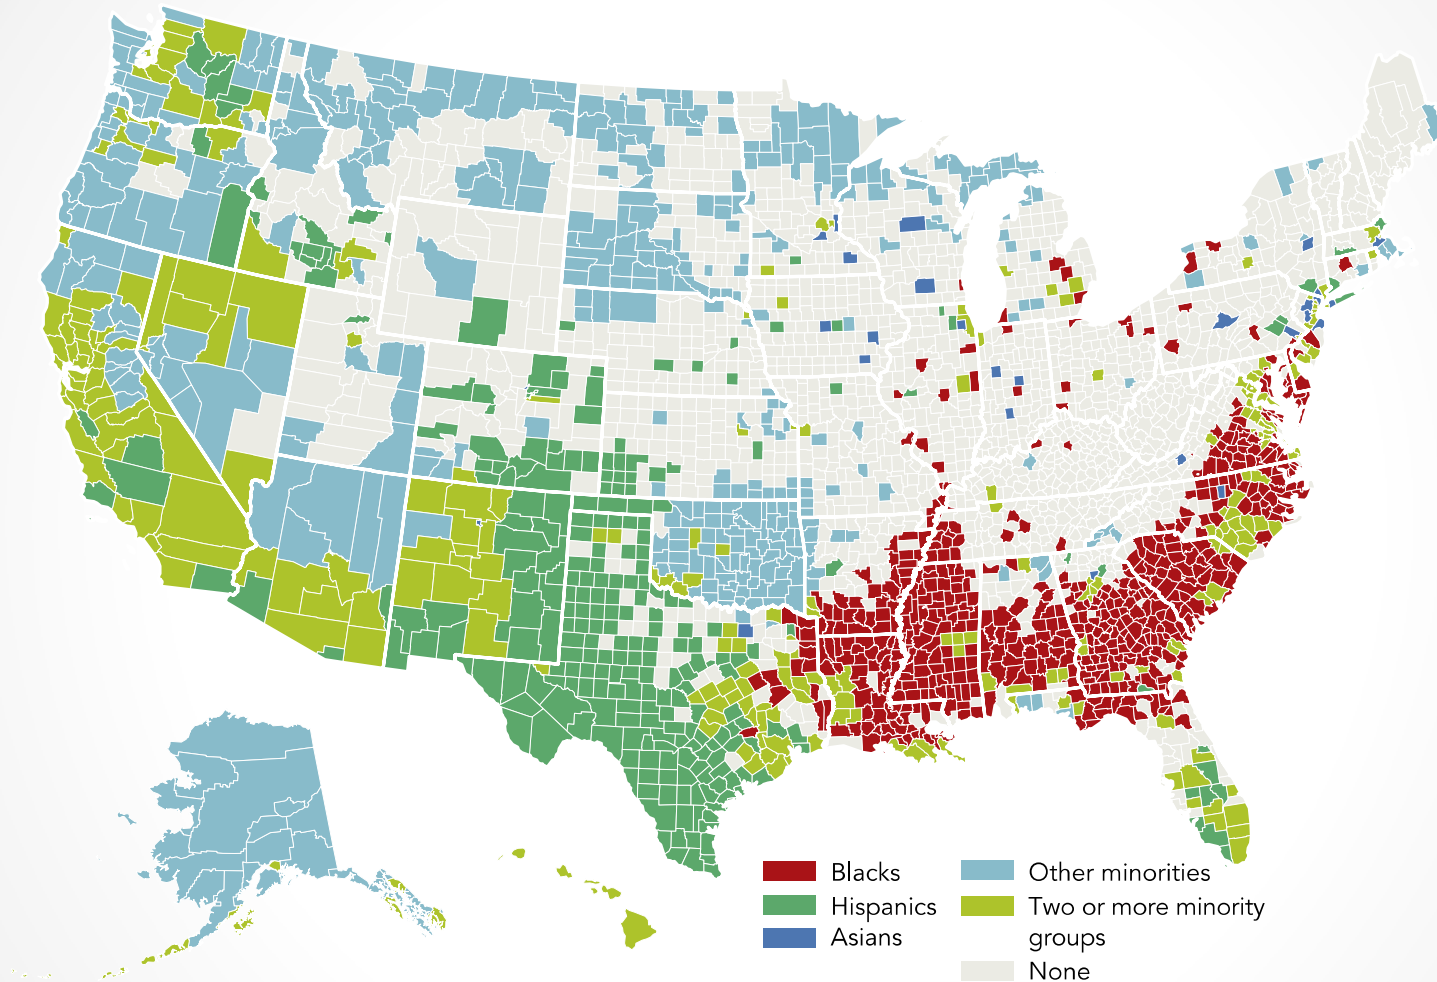 Blacks
Hispanics
Asians
Other minorities
Two or more minority
groups
None